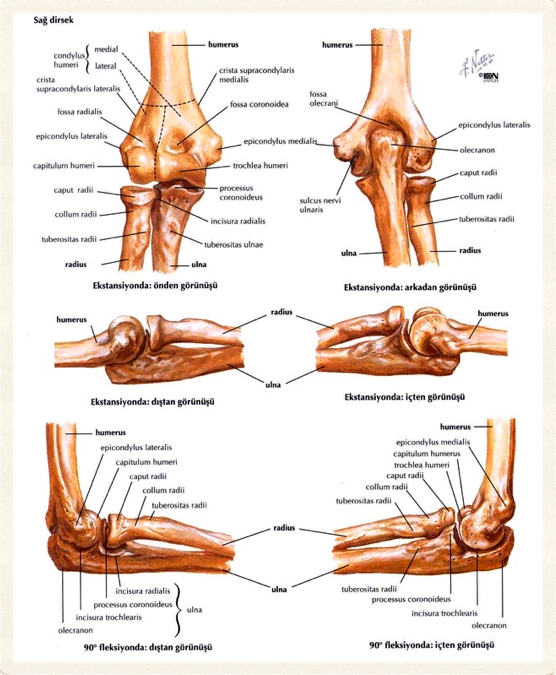 Sağ dirsek
condylus
humeri
medial
lateral
humerus
crista
supracondylaris lateralis
crista supracondylaris
medialis
fossa radialis
fossa coronoidea
epicondylus lateralis
epicondylus medialis
capitulum humeri
trochlea humeri
caput radii
processus
coronoideus
collum radii
incisura radialis
tuberositas radii
tuberositas ulnae
radius
ulna
Ekstansiyonda: önden görünüşü
humerus
F. Netter
©ICON
fossa
olecrani
epicondylus lateralis
olecranon
caput radii
sulcus nervi
ulnaris
collum radii
tuberositas radii
ulna
radius
Ekstansiyonda: arkadan görünüşü
humerus
radius
humerus
ulna
Ekstansiyonda: dıştan görünüşü
Ekstansiyonda: içten görünüşü
humerus
epicondylus lateralis
capitulum humeri
caput radii
collum radii
tuberositas radii
radius
ulna
incisura radialis
processus coronoideus
ulna
incisura trochlearis
olecranon
90° fleksiyonda: dıştan görünüşü
humerus
epicondylus medialis
capitulum humerus
trochlea humeri
caput radii
collum radii
tuberositas radii
tuberositas radii
processus coronoideus
incisura trochlearis
olecranon
90° fleksiyonda: içten görünüşü